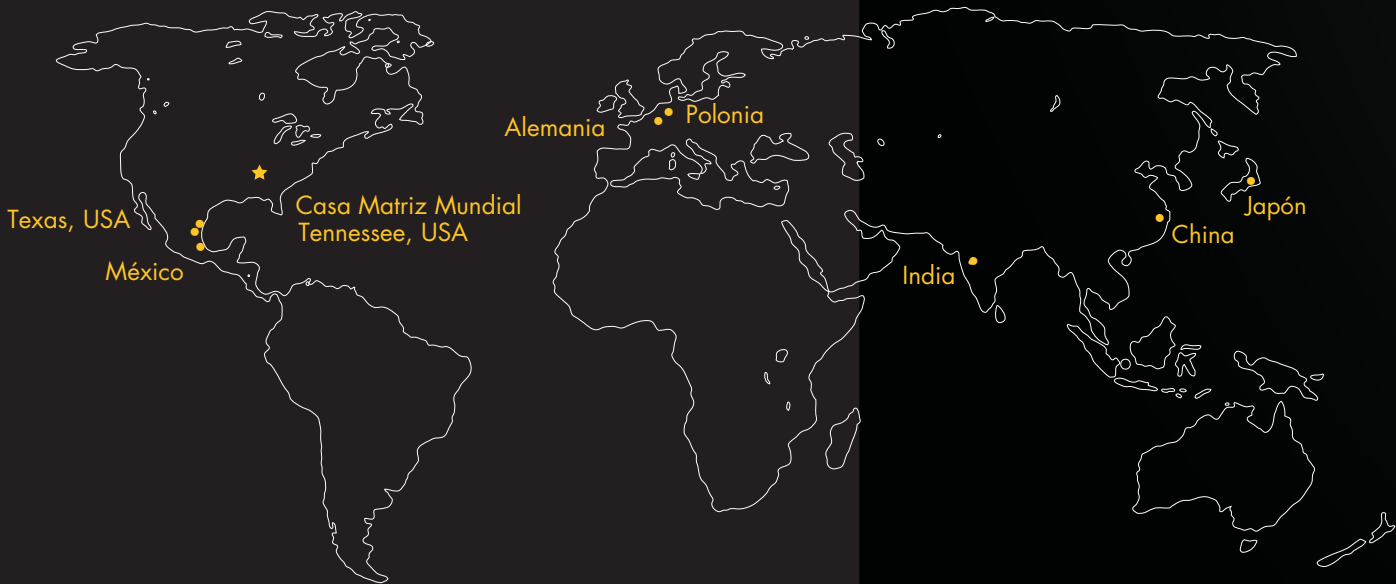 Alemania
Polonia
Casa Matriz Mundial
Tennessee, USA
Texas, USA
México
Japón
China
India